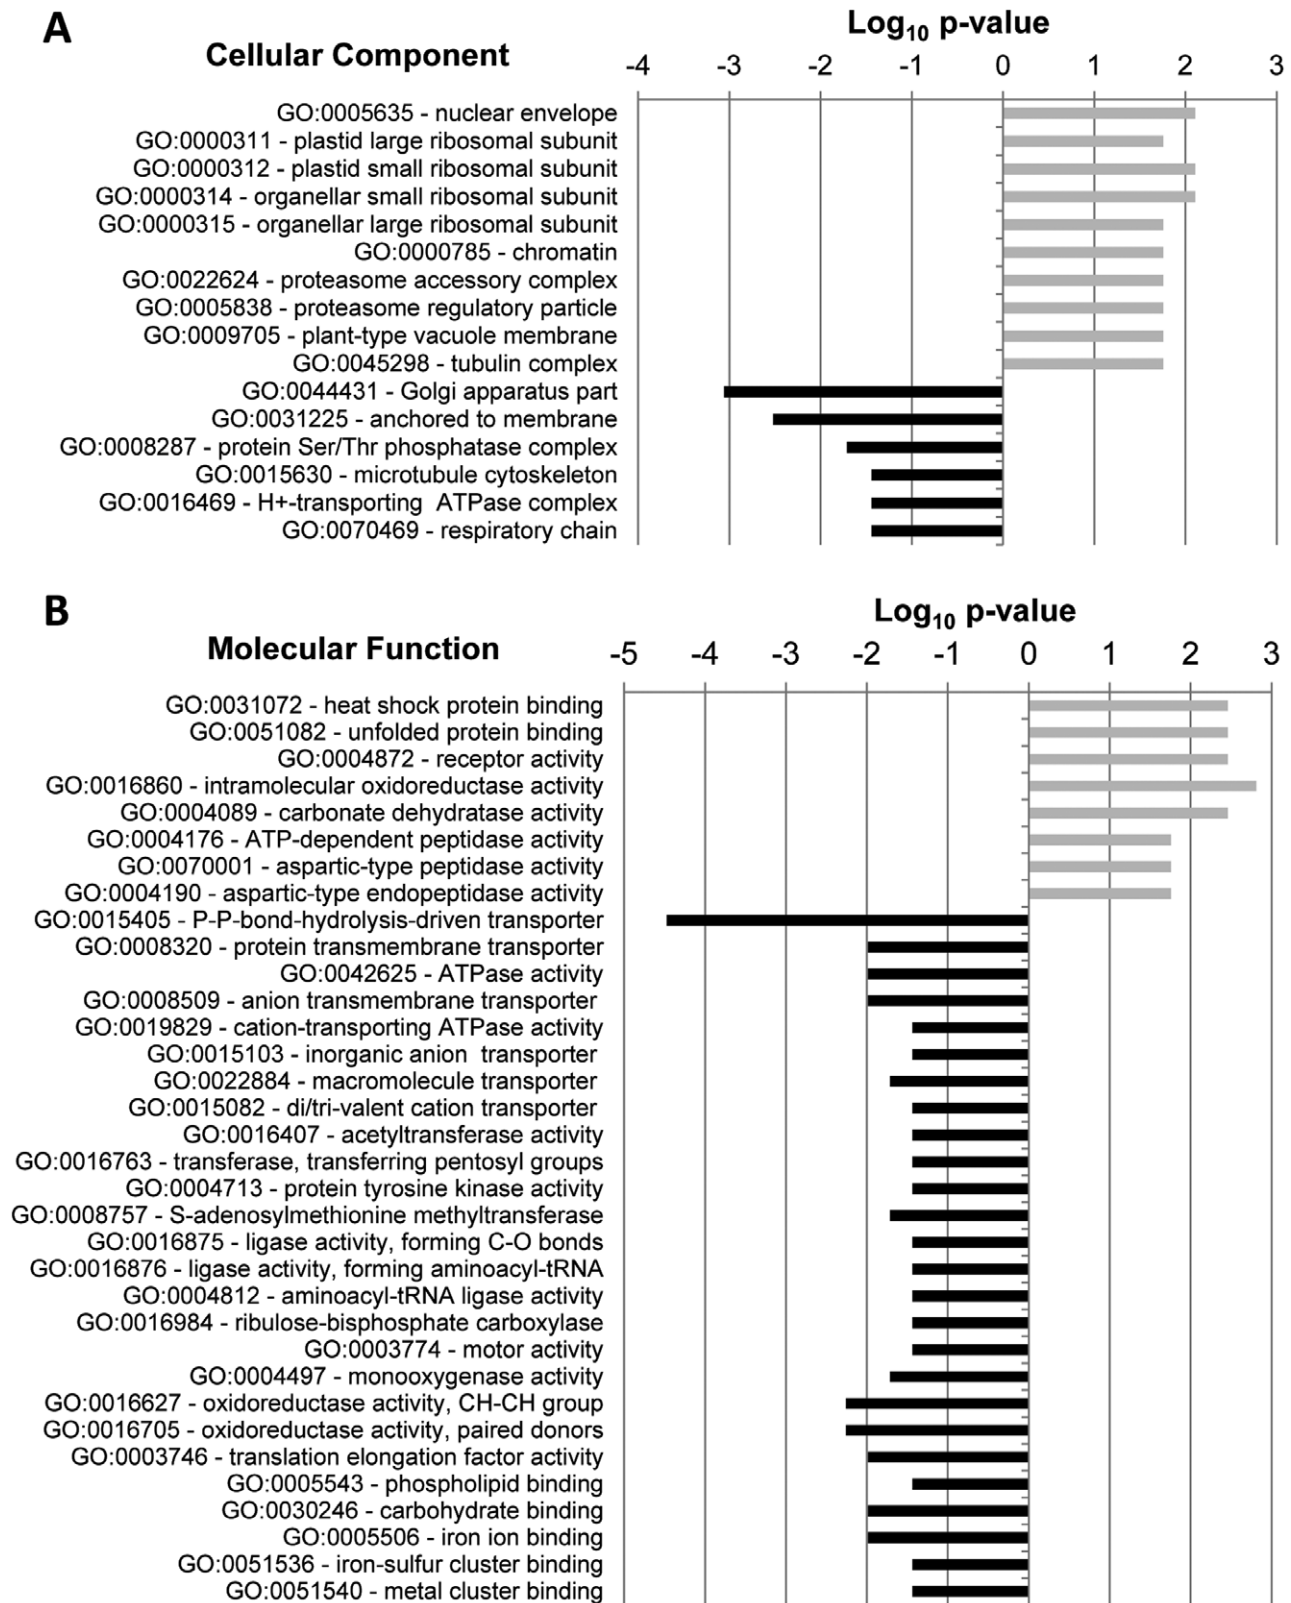 A
Log10 p-value
Cellular Component
-4 -3 -2 -1 0 1 2 3
GO:0005635 - nuclear envelope
GO:0000311 - plastid large ribosomal subunit
GO:0000312 - plastid small ribosomal subunit
GO:0000314 - organellar small ribosomal subunit
GO:0000315 - organellar large ribosomal subunit
GO:0000785 - chromatin
GO:0022624 - proteasome accessory complex
GO:0005838 - proteasome regulatory particle
GO:0009705 - plant-type vacuole membrane
GO:0045298 - tubulin complex
GO:0044431 - Golgi apparatus part
GO:0031225 - anchored to membrane
GO:0008287 - protein Ser/Thr phosphatase complex
GO:0015630 - microtubule cytoskeleton
GO:0016469 - H+-transporting ATPase complex
GO:0070469 - respiratory chain
B
Log10 p-value
Molecular Function
-5 -4 -3 -2 -1 0 1 2 3
GO:0031072 - heat shock protein binding
GO:0051082 - unfolded protein binding
GO:0004872 - receptor activity
GO:0016860 - intramolecular oxidoreductase activity
GO:0004089 - carbonate dehydratase activity
GO:0004176 - ATP-dependent peptidase activity
GO:0070001 - aspartic-type peptidase activity
GO:0004190 - aspartic-type endopeptidase activity
GO:0015405 - P-P-bond-hydrolysis-driven transporter
GO:0008320 - protein transmembrane transporter
GO:0042625 - ATPase activity
GO:0008509 - anion transmembrane transporter
GO:0019829 - cation-transporting ATPase activity
GO:0015103 - inorganic anion transporter
GO:0022884 - macromolecule transporter
GO:0015082 - di/tri-valent cation transporter
GO:0016407 - acetyltransferase activity
GO:0016763 - transferase, transferring pentosyl groups
GO:0004713 - protein tyrosine kinase activity
GO:0008757 - S-adenosylmethionine methyltransferase
GO:0016875 - ligase activity, forming C-O bonds
GO:0016876 - ligase activity, forming aminoacyl-tRNA
GO:0004812 - aminoacyl-tRNA ligase activity
GO:0016984 - ribulose-bisphosphate carboxylase
GO:0003774 - motor activity
GO:0004497 - monooxygenase activity
GO:0016627 - oxidoreductase activity, CH-CH group
GO:0016705 - oxidoreductase activity, paired donors
GO:0003746 - translation elongation factor activity
GO:0005543 - phospholipid binding
GO:0030246 - carbohydrate binding
GO:0005506 - iron ion binding
GO:0051536 - iron-sulfur cluster binding
GO:0051540 - metal cluster binding